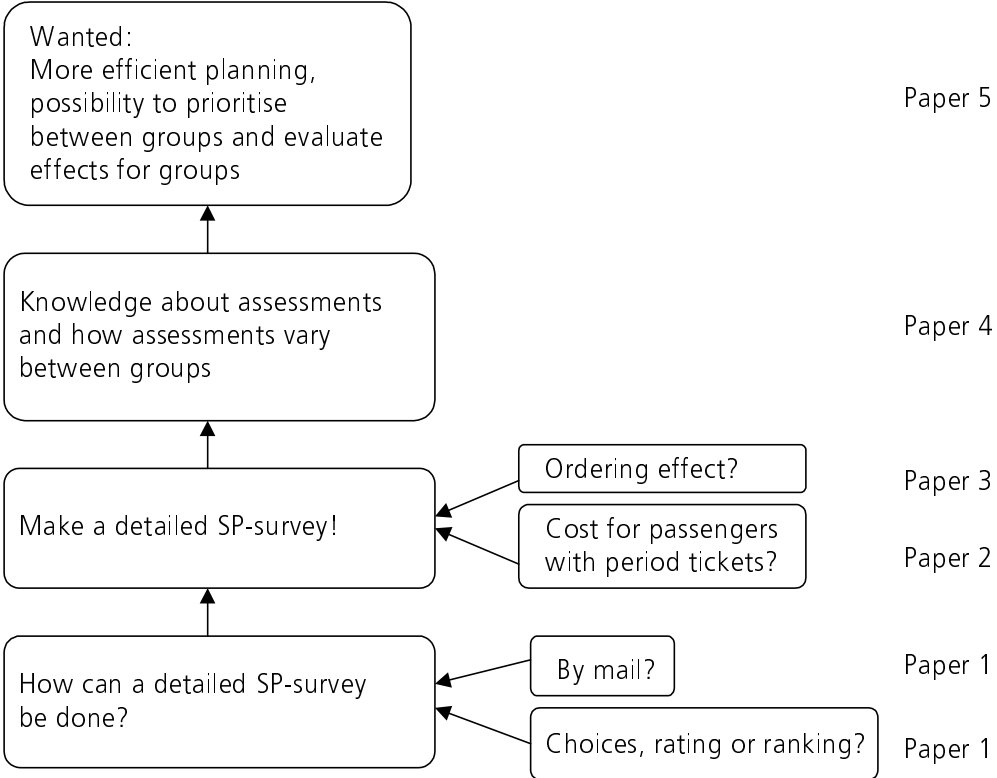 Wanted:
More efficient planning,
possibility to prioritise
between groups and evaluate
effects for groups
Paper 5
Knowledge about assessments
and how assessments vary
between groups
Paper 4
Make a detailed SP-survey!
Ordering effect?
Paper 3
Cost for passengers
with period tickets?
Paper 2
How can a detailed SP-survey
be done?
By mail?
Paper 1
Choices, rating or ranking?
Paper 1